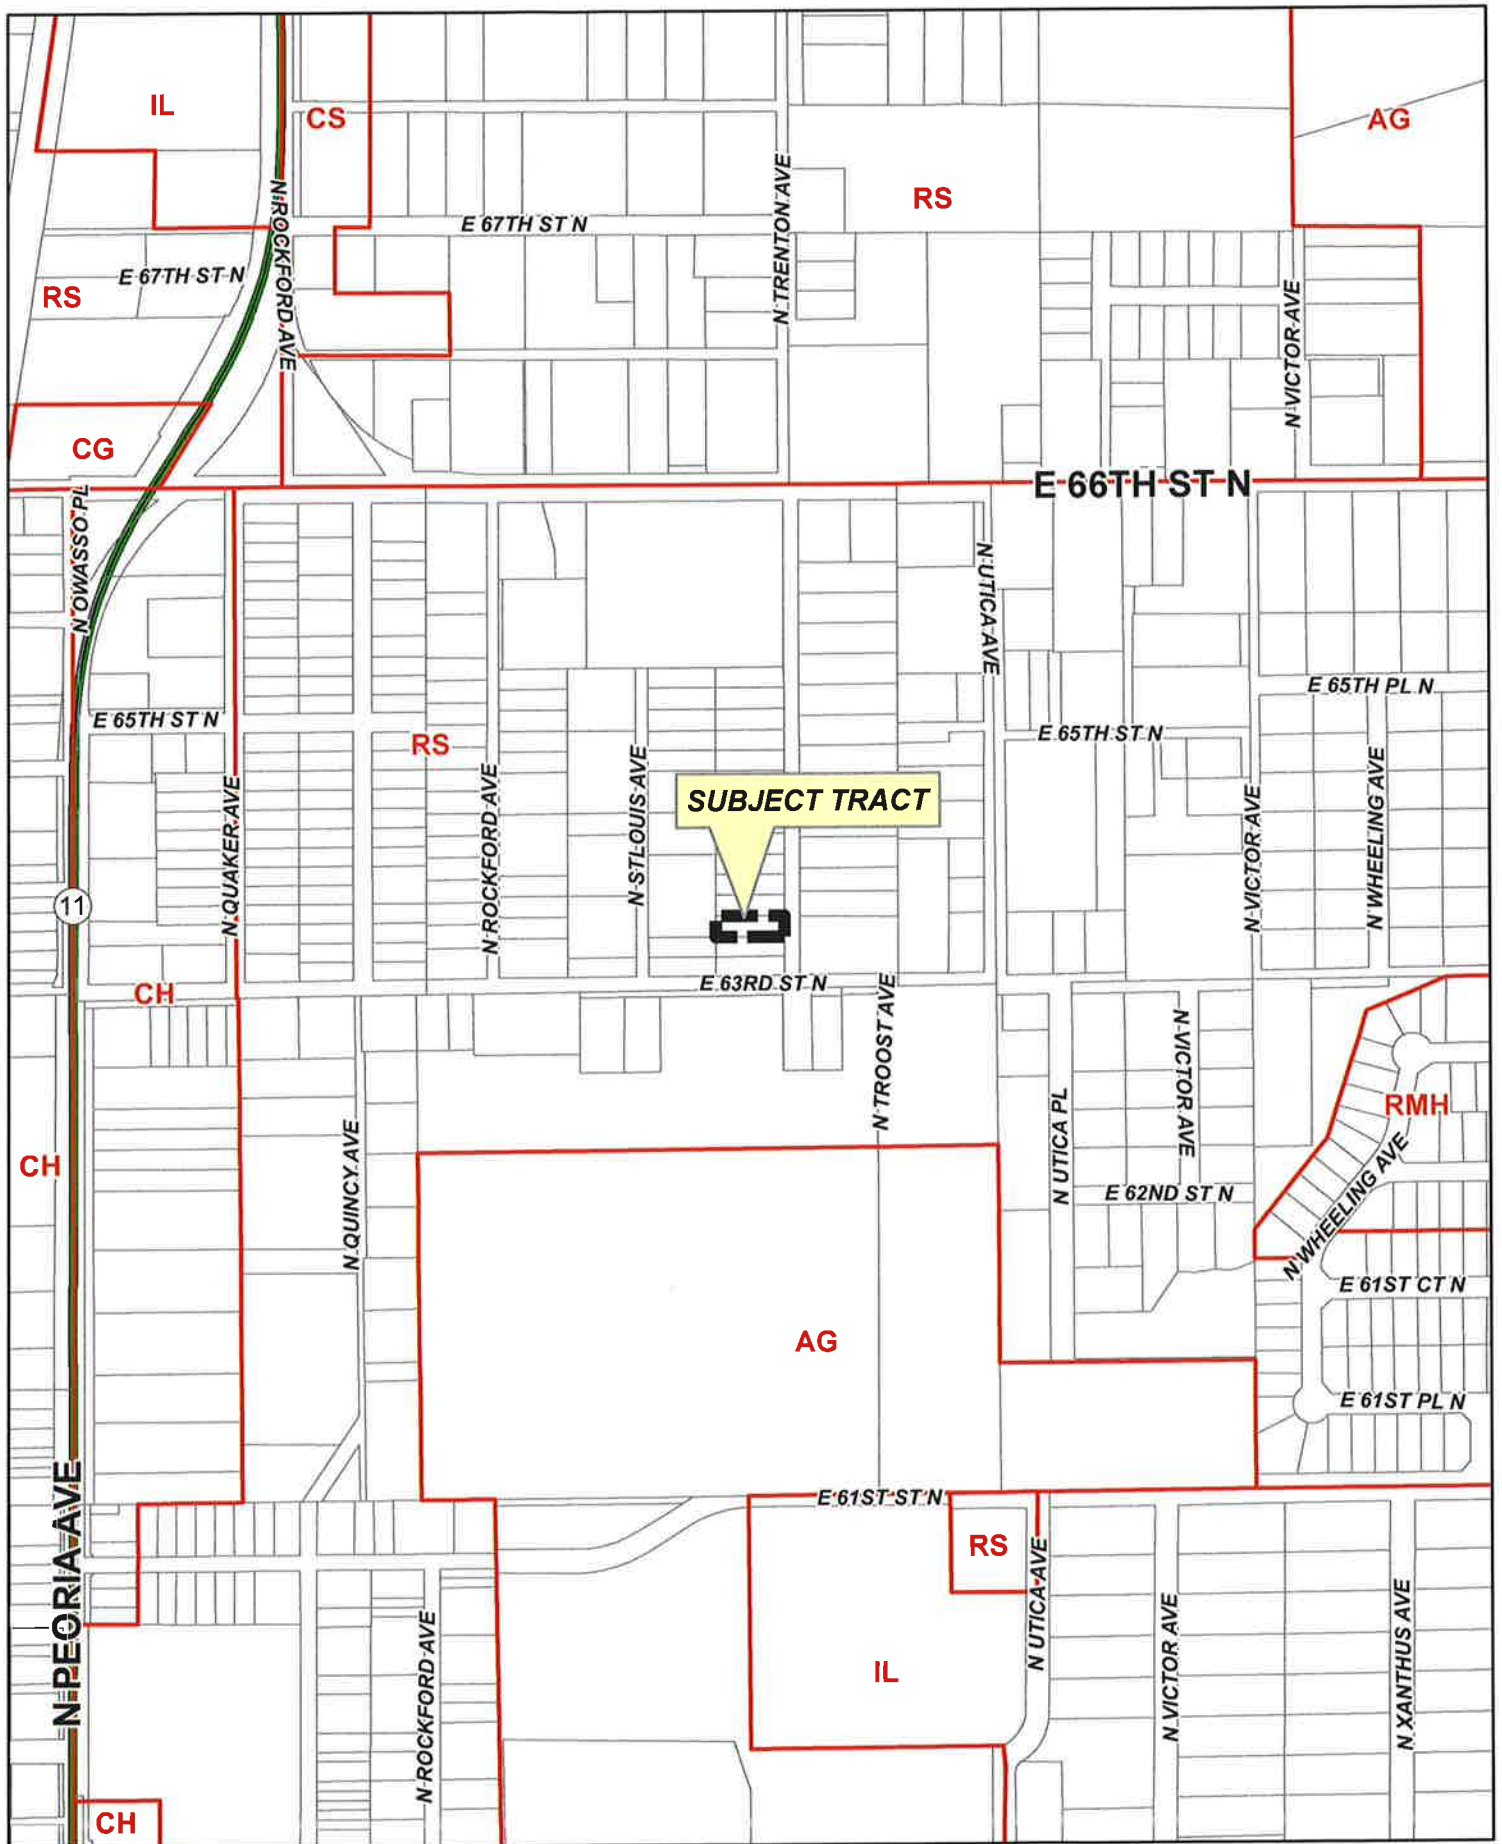 IL
CS
AG
RS
N ROCKFORD AVE
N TRENTON AVE
E 67TH ST N
E 67TH ST N
RS
N VICTOR AVE
CG
E 66TH ST N
N OWASSO PL
N UTICA AVE
E 65TH PL N
E 65TH ST N
E 65TH ST N
RS
N QUAKER AVE
N ROCKFORD AVE
N STLOUIS AVE
SUBJECT TRACT
N VICTOR AVE
N WHEELING AVE
11
E 63RD ST N
CH
N TROOST AVE
N VICTOR AVE
RMH
CH
N QUINCY AVE
N UTICA PL
E 62ND ST N
N WHEELING AVE
E 61ST CT N
AG
E 61ST PL N
N PEORIA AVE
E 61ST ST N
RS
N UTICA AVE
N ROCKFORD AVE
IL
N VICTOR AVE
N XANTHUS AVE
CH